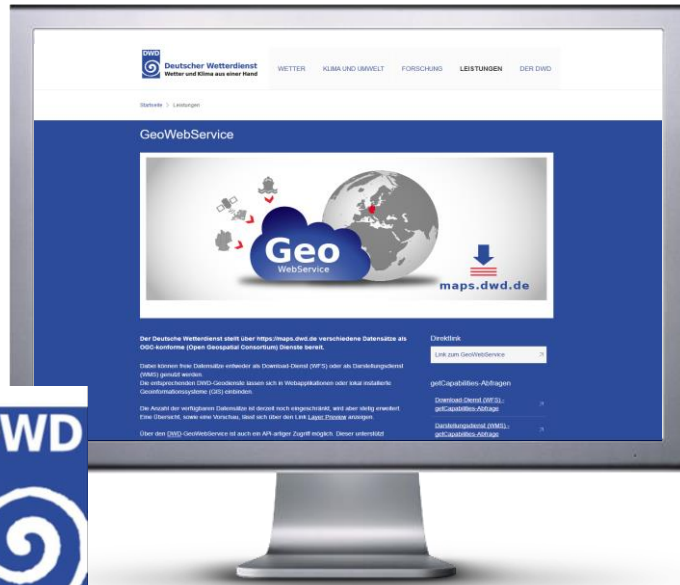 DWD
Deutscher Wetterdienst
Wetter und Klima aus einer Hand
WETTER KLIMA UND UMWELT FORSCHUNG LEISTUNGEN DER DWD
Startseite > Leistungen
GeoWebService
Geo
WebService
maps.dwd.de
Der Deutsche Wetterdienst stellt über https://maps.dwd.de verschiedene Datensätze als
OGC-konforme (Open Geospatial Consortium) Dienste bereit.
Dabei können freie Datensätze entweder als Download-Dienst (WFS) oder als Darstellungsdienst
(WMS) genutzt werden.
Die entsprechenden DWD-Geodienste lassen sich in Webapplikationen oder lokal installierte
Geoinformationssysteme (GIS) einbinden.
Die Anzahl der verfügbaren Datensätze ist derzeit noch eingeschränkt, wird aber stetig erweitert.
Eine Übersicht, sowie eine Vorschau, lässt sich über den Link Layer Preview anzeigen.
Über den DWD-GeoWebService ist auch ein API-artiger Zugriff möglich. Dieser unterstützt
Direktlink
Link zum GeoWebService
getCapabilities-Abfragen
Download-Dienst (WFS) -
getCapabilities-Abfrage
Darstellungsdienst (WMS) -
getCapabilities-Abfrage
WD